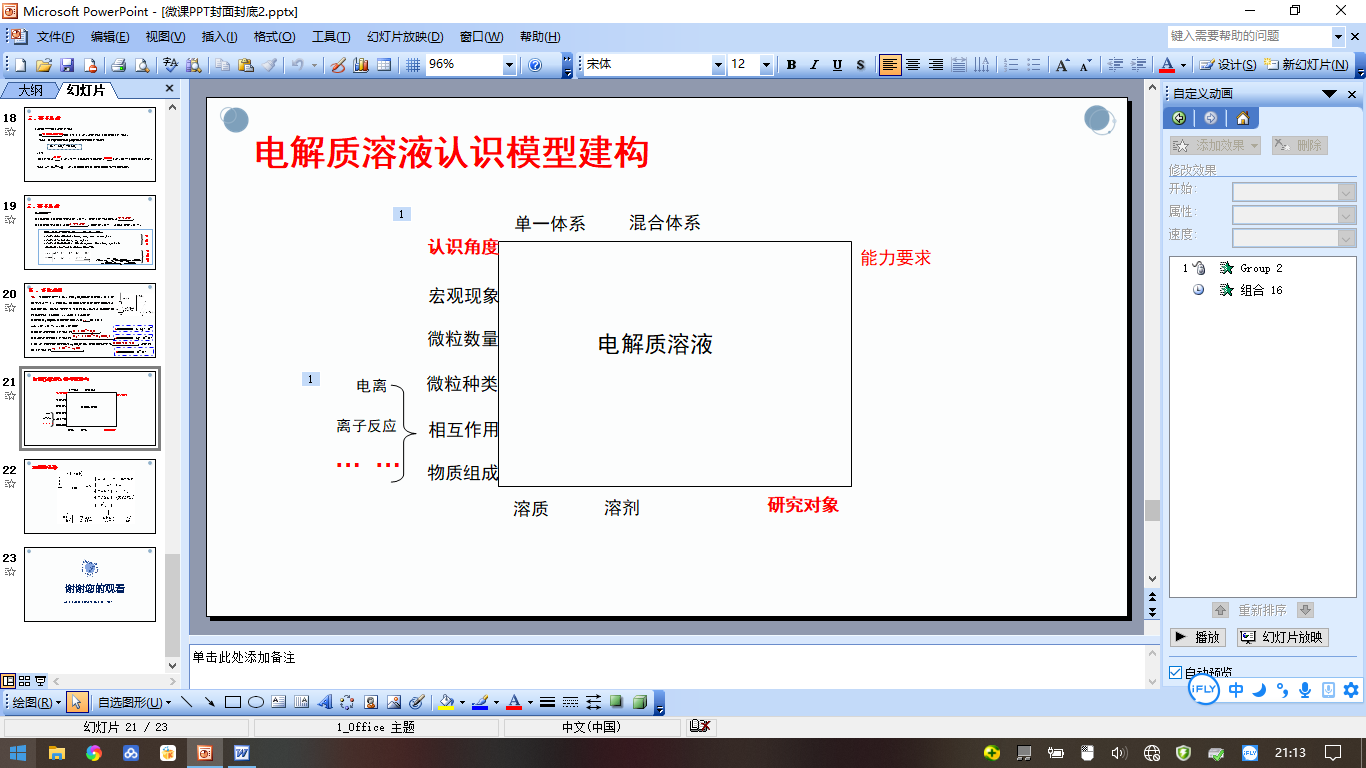 Microsoft PowerPoint - [微课PPT封面封底2.pptx]
文件(F) 编辑(E) 视图(V) 插入(I) 格式(O) 工具(T) 幻灯片放映(D) 窗口(W) 帮助(H) 键入需要帮助的问题
96% 宋体 12 B I U S A A A 设计(S) 新幻灯片(N)
大纲 幻灯片
18
19
20
21
22
23
谢谢您的观看
电解质溶液认识模型建构
1
单一体系 混合体系
认识角度
能力要求
宏观现象
微粒数量
电解质溶液
1
电离
微粒种类
离子反应
相互作用
… …
物质组成
溶质 溶剂 研究对象
单击此处添加备注
自定义动画
添加效果 删除
修改效果
开始:
属性:
速度:
1 Group 2
组合 16
重新排序
播放 幻灯片放映
自动预览
iFLY 中
绘图(R) 自选图形(U) A A
幻灯片 21 / 23 1_Office 主题 中文(中国)
W iFLY 21:13